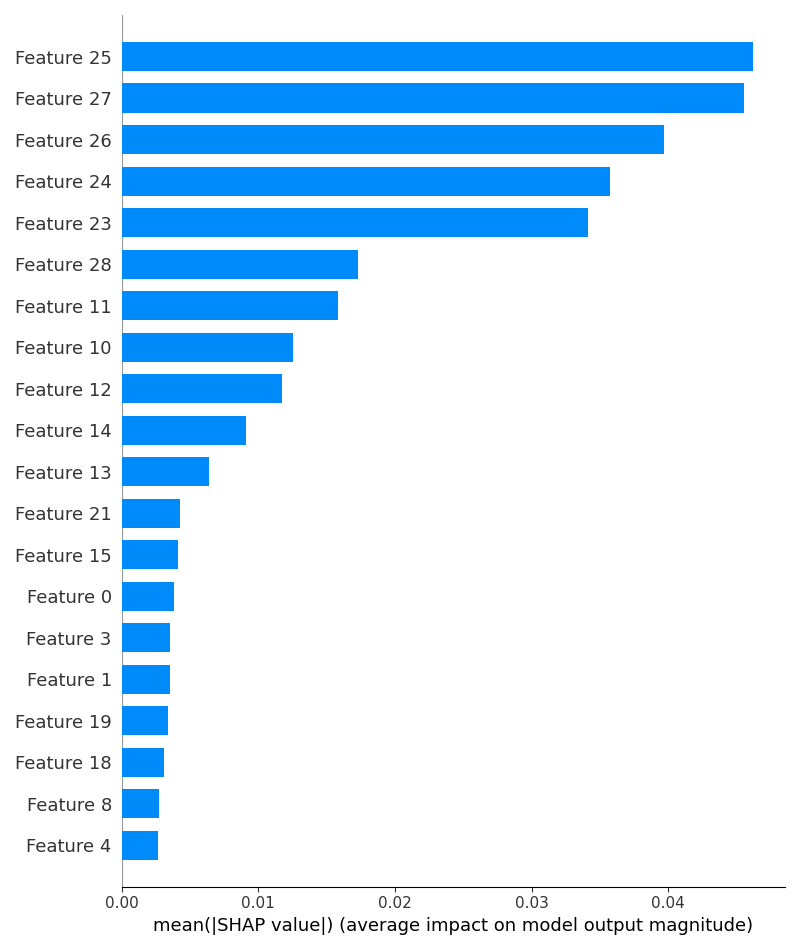 Feature 25
Feature 27
Feature 26
Feature 24
Feature 23
Feature 28
Feature 11
Feature 10
Feature 12
Feature 14
Feature 13
Feature 21
Feature 15
Feature 0
Feature 3
Feature 1
Feature 19
Feature 18
Feature 8
Feature 4
0.00 0.01 0.02 0.03 0.04
mean(|SHAP value|) (average impact on model output magnitude)